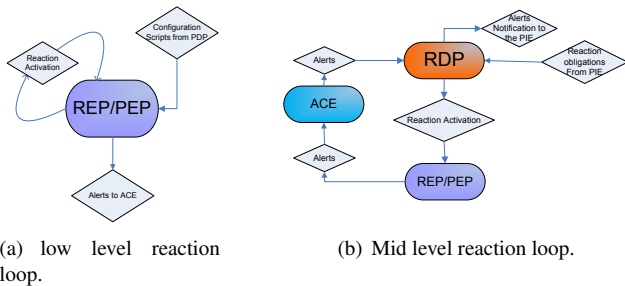 Configuration
Scripts from PDP
Reaction
Activation
REP/PEP
Alerts to ACE
(a) low level reaction
loop.
Alerts
Notification to
the PIE
Alerts
RDP
Reaction
obligations
From PIE
ACE
Reaction Activation
Alerts
REP/PEP
(b) Mid level reaction loop.